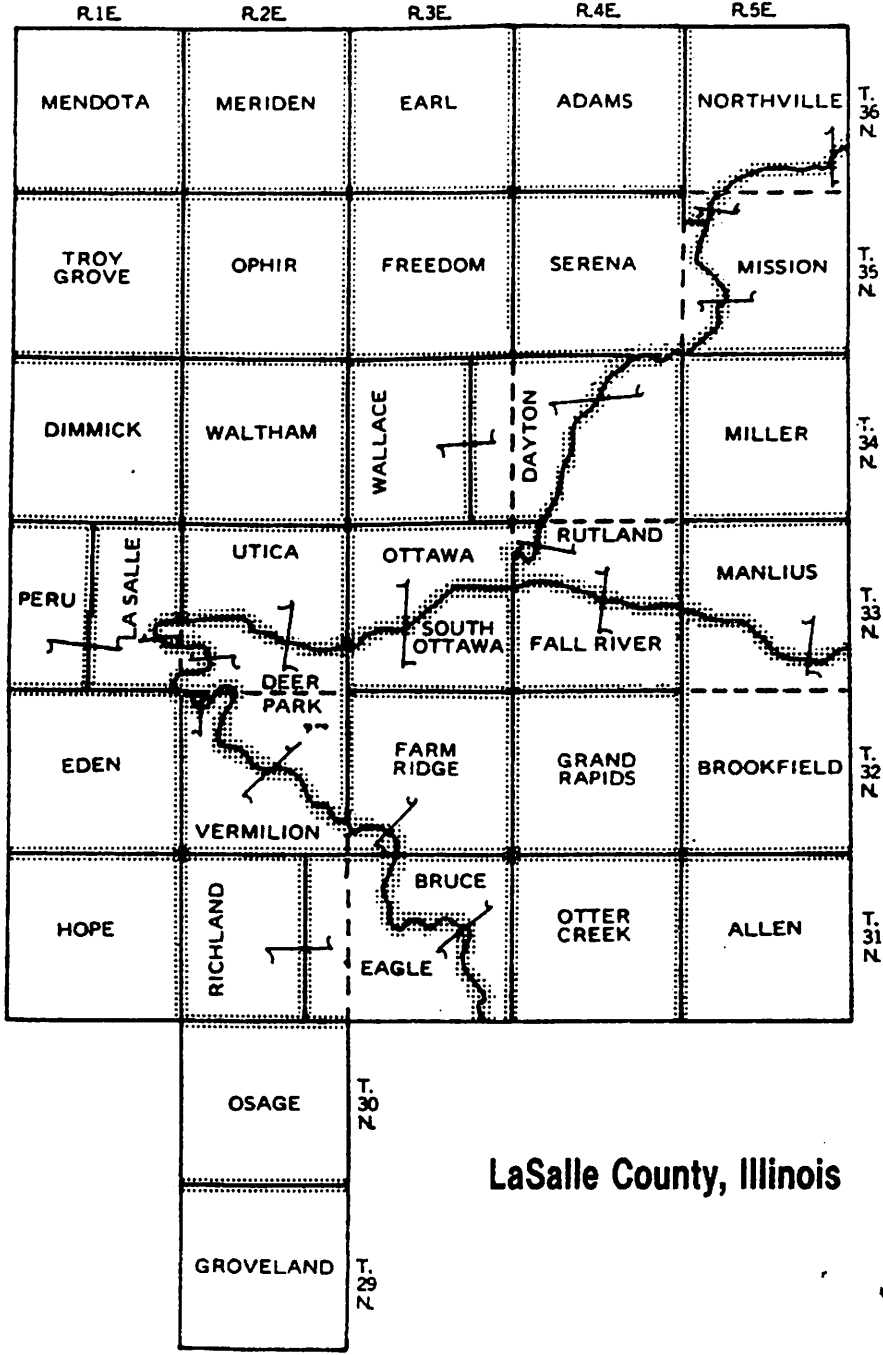 R.1E. R.2E. R.3E. R.4E. R.5E.
MENDOTA MERIDEN EARL ADAMS NORTHVILLE
T.
36
N.
TROY
GROVE
OPHIR FREEDOM SERENA MISSION
T.
35
N.
DIMMICK WALTHAM WALLACE DAYTON MILLER
T.
34
N.
PERU LA SALLE UTICA OTTAWA RUTLAND MANLIUS
SOUTH
OTTAWA
FALL RIVER
T.
33
N.
DEER
PARK
EDEN
VERMILION
FARM
RIDGE
GRAND
RAPIDS
BROOKFIELD
T.
32
N.
HOPE RICHLAND EAGLE BRUCE
OTTER
CREEK
ALLEN
T.
31
N.
OSAGE
T.
30
N.
LaSalle County, Illinois
GROVELAND
T.
29
N.